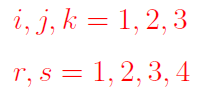 i, j, k = 1, 2, 3
r, s = 1, 2, 3, 4